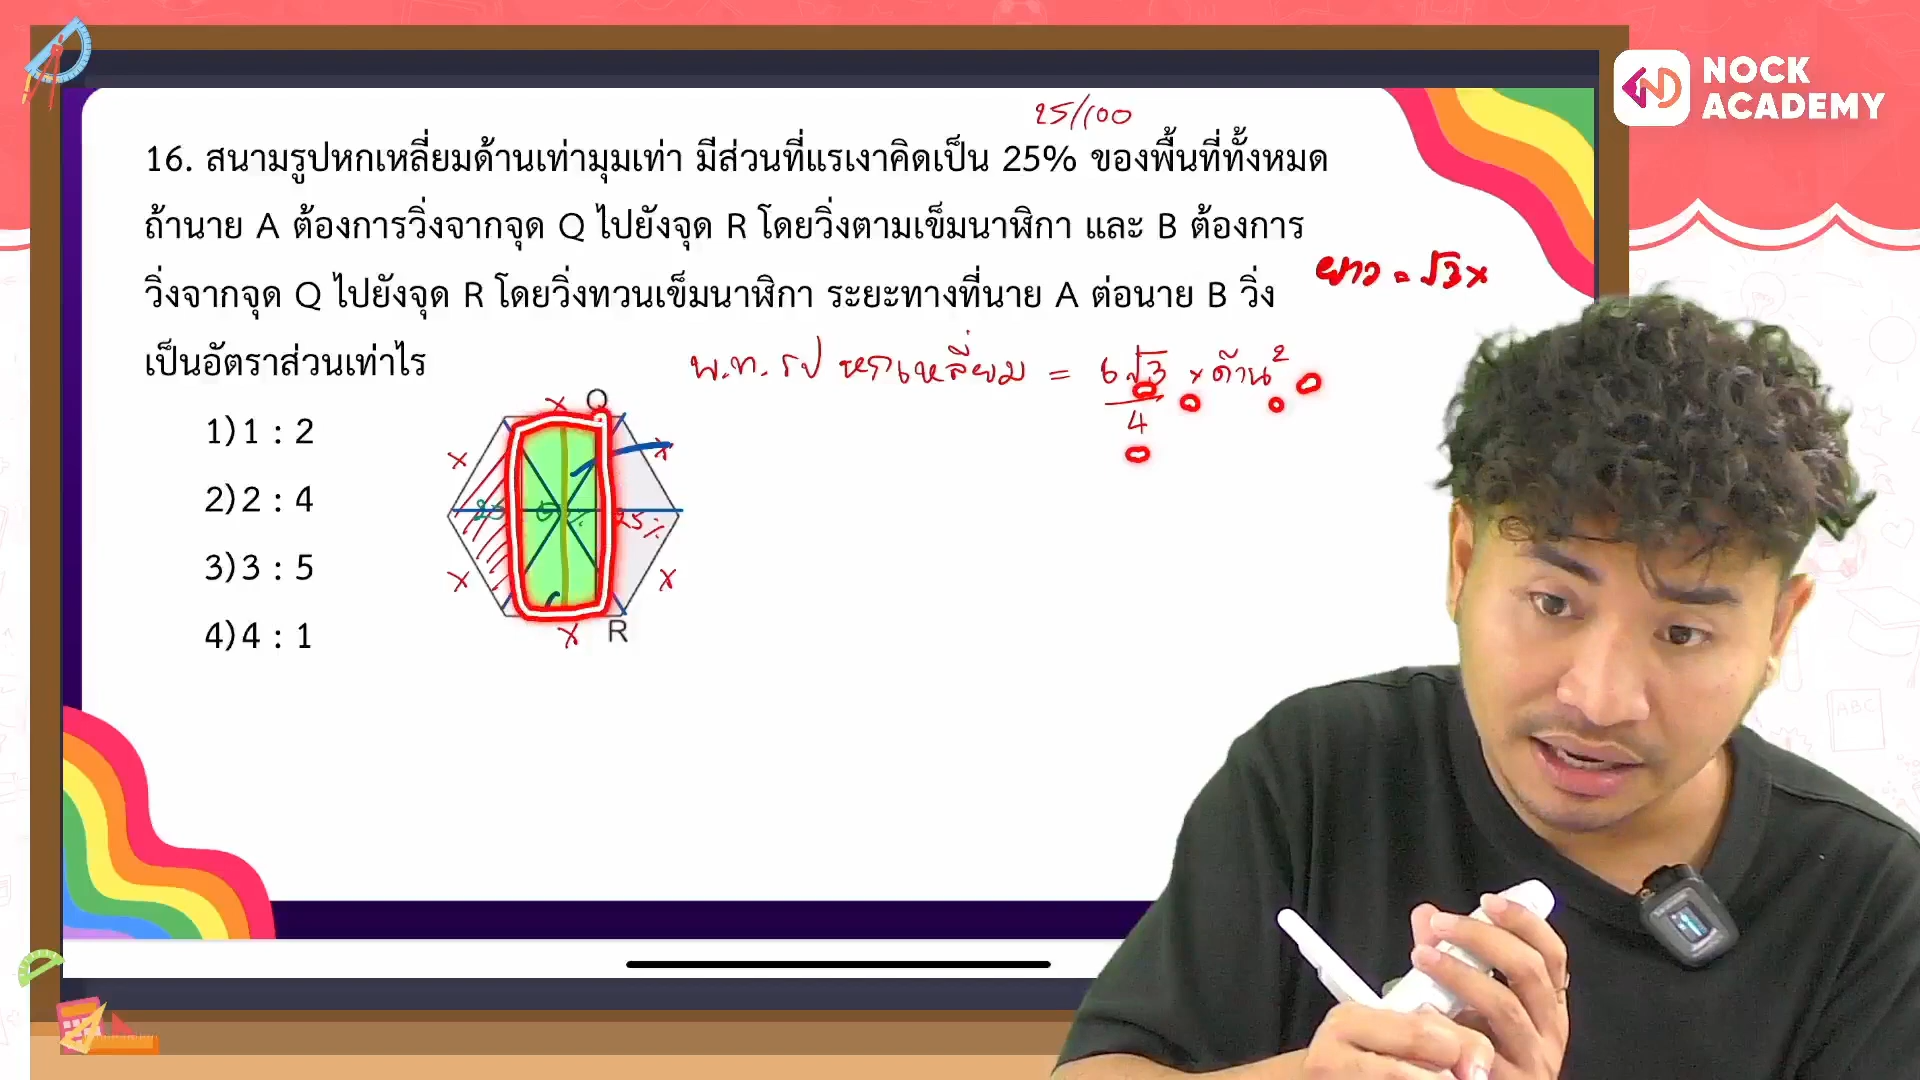 NOCK
ACADEMY
25/100
16. สนามรูปหกเหลี่ยมด้านเท่ามุมเท่า มีส่วนที่แรเงาคิดเป็น 25% ของพื้นที่ทั้งหมด
ถ้านาย A ต้องการวิ่งจากจุด Q ไปยังจุด R โดยวิ่งตามเข็มนาฬิกา และ B ต้องการ
วิ่งจากจุด Q ไปยังจุด R โดยวิ่งทวนเข็มนาฬิกา ระยะทางที่นาย A ต่อนาย B วิ่ง
ยาว = √3x
เป็นอัตราส่วนเท่าไร
พ.ท. รูป หกเหลี่ยม = 6√3/4 × ด้าน²
1) 1 : 2
2) 2 : 4
3) 3 : 5
4) 4 : 1
x Q
x x
25%
x x
x R